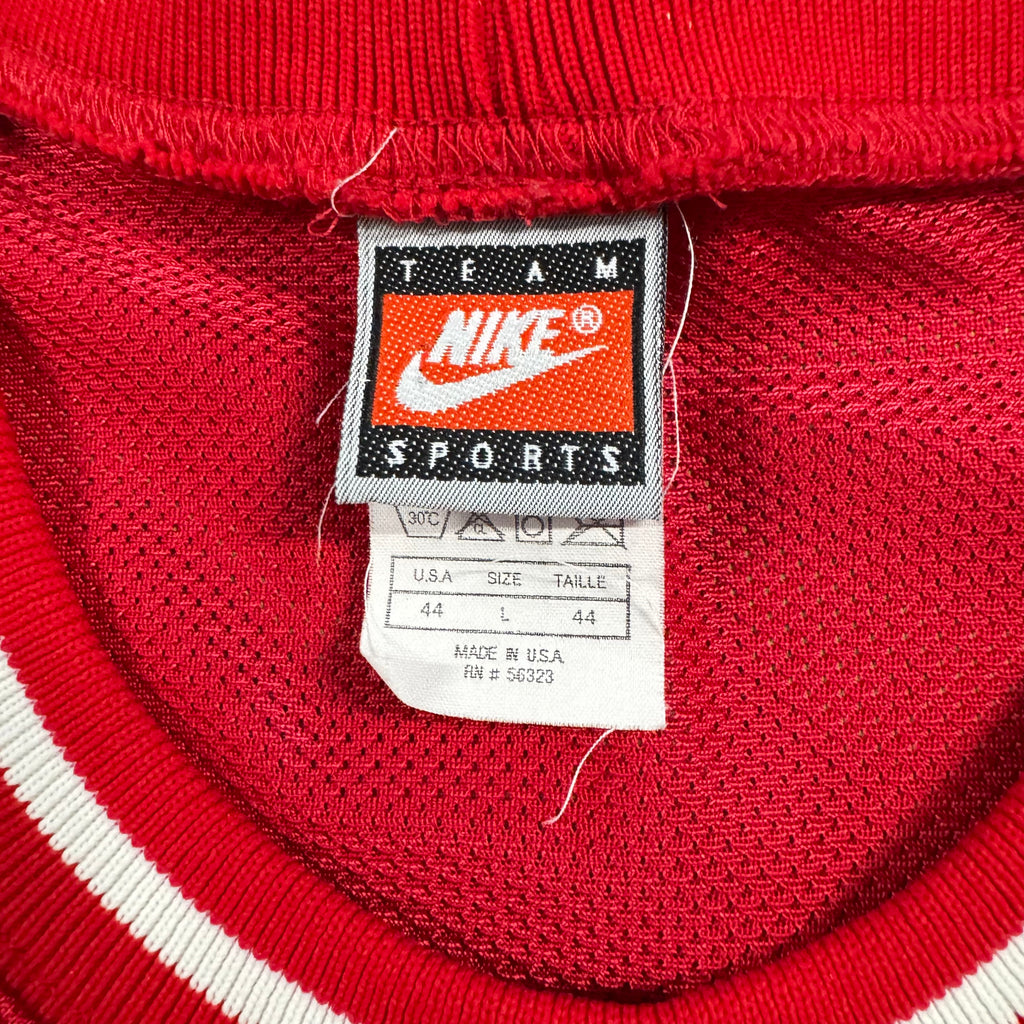 TEAM
NIKE®
SPORTS
30°C
U.S.A SIZE TAILLE
44 L 44
MADE IN U.S.A.
RN # 56323